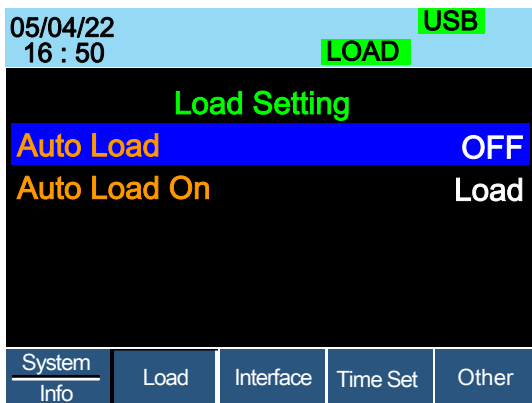 05/04/22
USB
16 : 50
LOAD
Load Setting
Auto Load OFF
Auto Load On Load
System
Info
Load
Interface
Time Set
Other